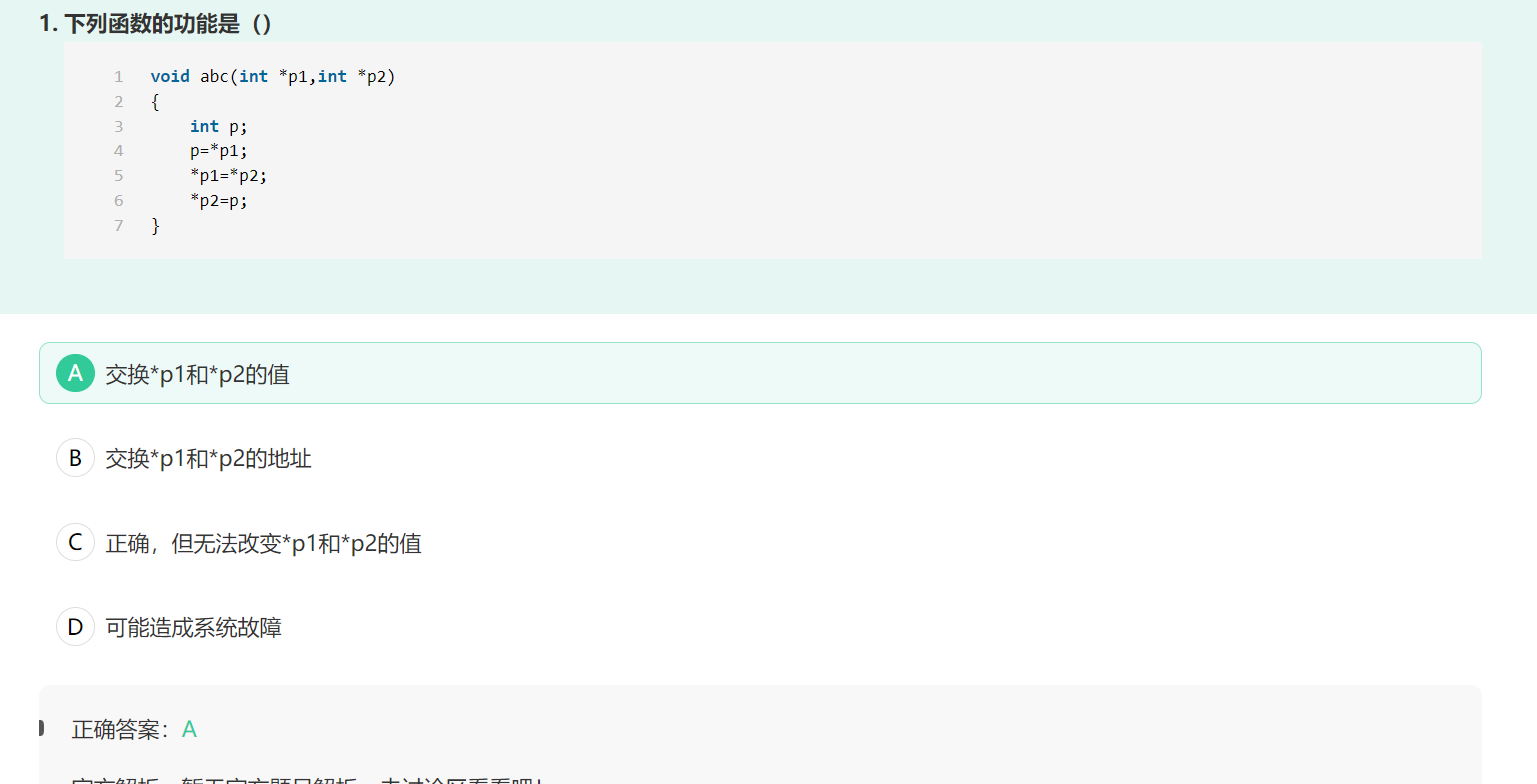 1. 下列函数的功能是（）
1 void abc(int *p1,int *p2)
2 {
3     int p;
4     p=*p1;
5     *p1=*p2;
6     *p2=p;
7 }
A 交换*p1和*p2的值
B 交换*p1和*p2的地址
C 正确，但无法改变*p1和*p2的值
D 可能造成系统故障
正确答案：A